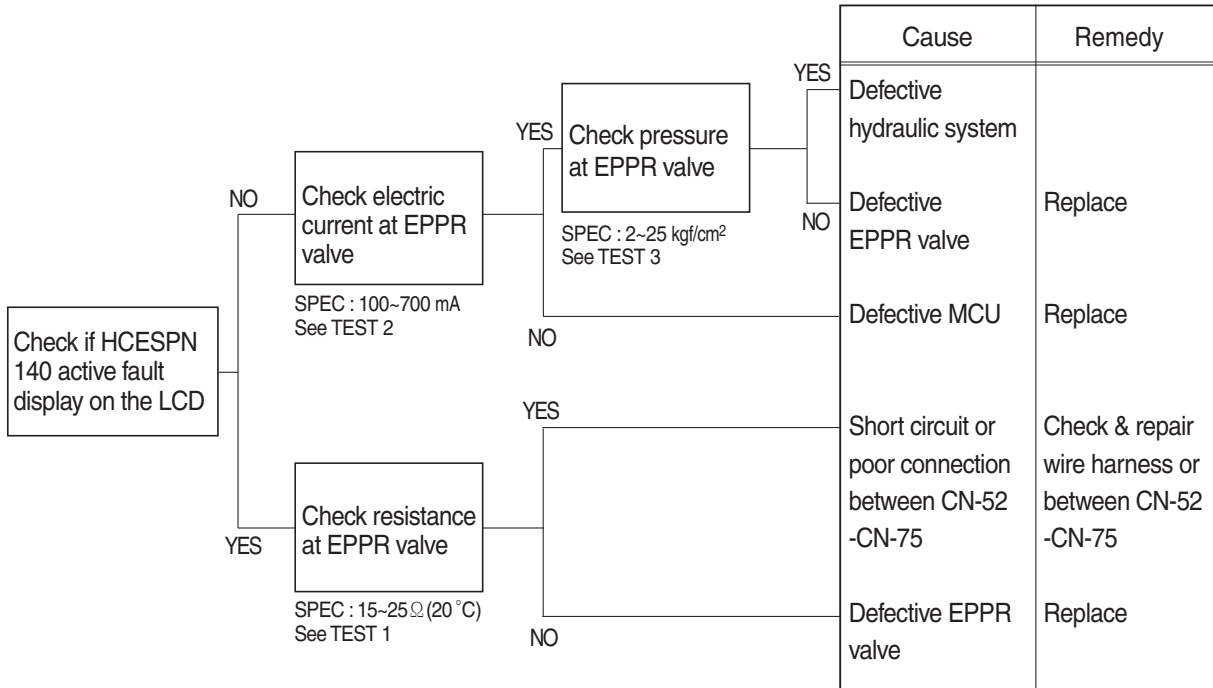 Cause
Remedy
YES
Defective
hydraulic system
YES
Check pressure
at EPPR valve
NO
Check electric
current at EPPR
valve
NO
Defective
EPPR valve
Replace
SPEC : 2~25 kgf/cm²
See TEST 3
SPEC : 100~700 mA
See TEST 2
Defective MCU
Replace
NO
Check if HCESPN
140 active fault
display on the LCD
YES
Short circuit or
poor connection
between CN-52
-CN-75
Check & repair
wire harness or
between CN-52
-CN-75
Check resistance
at EPPR valve
YES
SPEC : 15~25Ω (20 °C)
See TEST 1
NO
Defective EPPR
valve
Replace